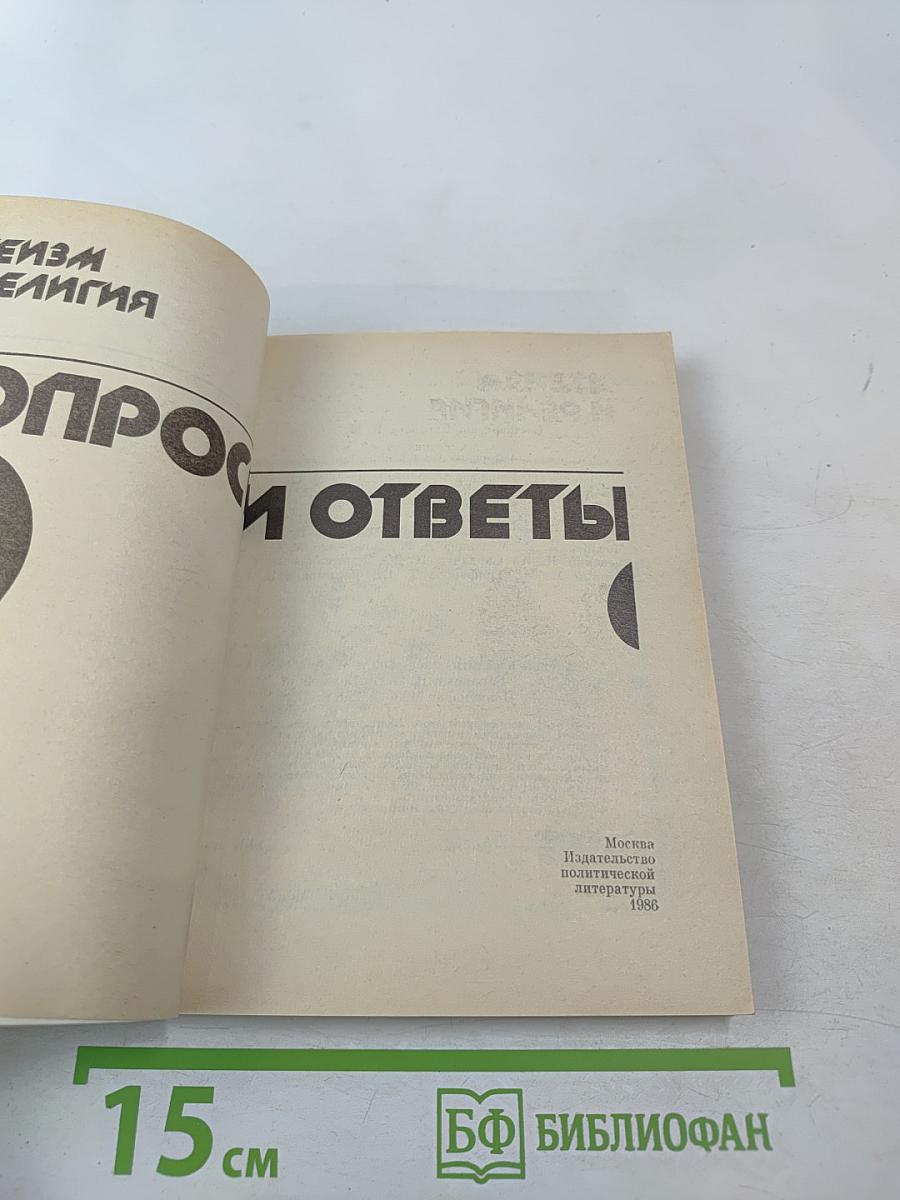 ЕИЗМ
ЕЛИГИЯ
ОПРОС
И ОТВЕТЫ
Москва
Издательство
политической
литературы
1986
15 см
БФ БИБЛИОФАН